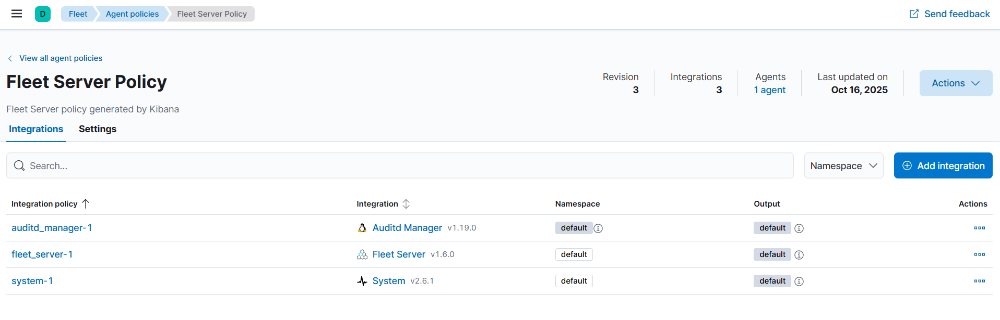 D
Fleet
Agent policies
Fleet Server Policy
Send feedback
View all agent policies
Fleet Server Policy
Revision
3
Integrations
3
Agents
1 agent
Last updated on
Oct 16, 2025
Actions
Fleet Server policy generated by Kibana
Integrations
Settings
Search...
Namespace
Add integration
Integration policy Integration Namespace Output Actions
auditd_manager-1 Auditd Manager v1.19.0 default default
fleet_server-1 Fleet Server v1.6.0 default default
system-1 System v2.6.1 default default